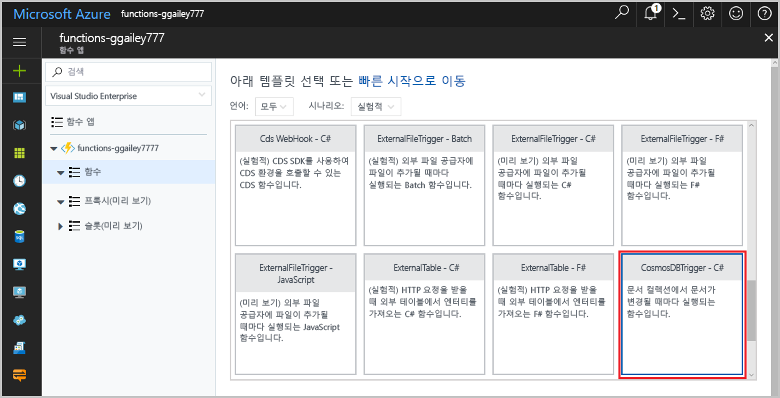 Microsoft Azure functions-ggailey777
1
functions-ggailey777
함수 앱
검색
Visual Studio Enterprise
함수 앱
functions-ggailey7777
함수
프록시(미리 보기)
슬롯(미리 보기)
아래 템플릿 선택 또는 빠른 시작으로 이동
언어: 모두 시나리오: 실험적
Cds WebHook - C#
(실험적) CDS SDK를 사용하여
CDS 환경을 호출할 수 있는
CDS 함수입니다.
ExternalFileTrigger - Batch
(실험적) 외부 파일 공급자에
파일이 추가될 때마다
실행되는 Batch 함수입니다.
ExternalFileTrigger - C#
(미리 보기) 외부 파일
공급자에 파일이 추가될
때마다 실행되는 C#
함수입니다.
ExternalFileTrigger - F#
(미리 보기) 외부 파일
공급자에 파일이 추가될
때마다 실행되는 F#
함수입니다.
ExternalFileTrigger -
JavaScript
(미리 보기) 외부 파일
공급자에 파일이 추가될
때마다 실행되는 JavaScript
함수입니다.
ExternalTable - C#
(실험적) HTTP 요청을 받을
때 외부 테이블에서 엔터티를
가져오는 C# 함수입니다.
ExternalTable - F#
(실험적) HTTP 요청을 받을
때 외부 테이블에서 엔터티를
가져오는 F# 함수입니다.
CosmosDBTrigger - C#
문서 컬렉션에서 문서가
변경될 때마다 실행되는
함수입니다.